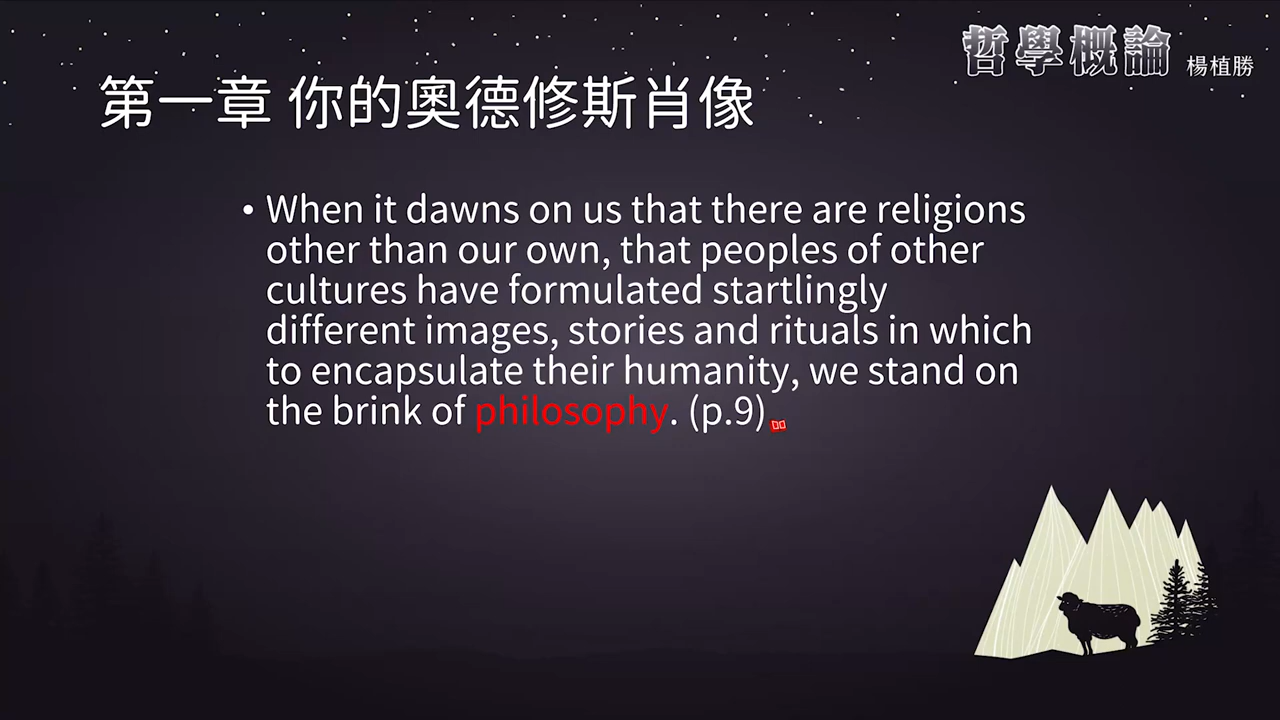 哲學概論 楊植勝
第一章 你的奧德修斯肖像
• When it dawns on us that there are religions
other than our own, that peoples of other
cultures have formulated startlingly
different images, stories and rituals in which
to encapsulate their humanity, we stand on
the brink of philosophy. (p.9)